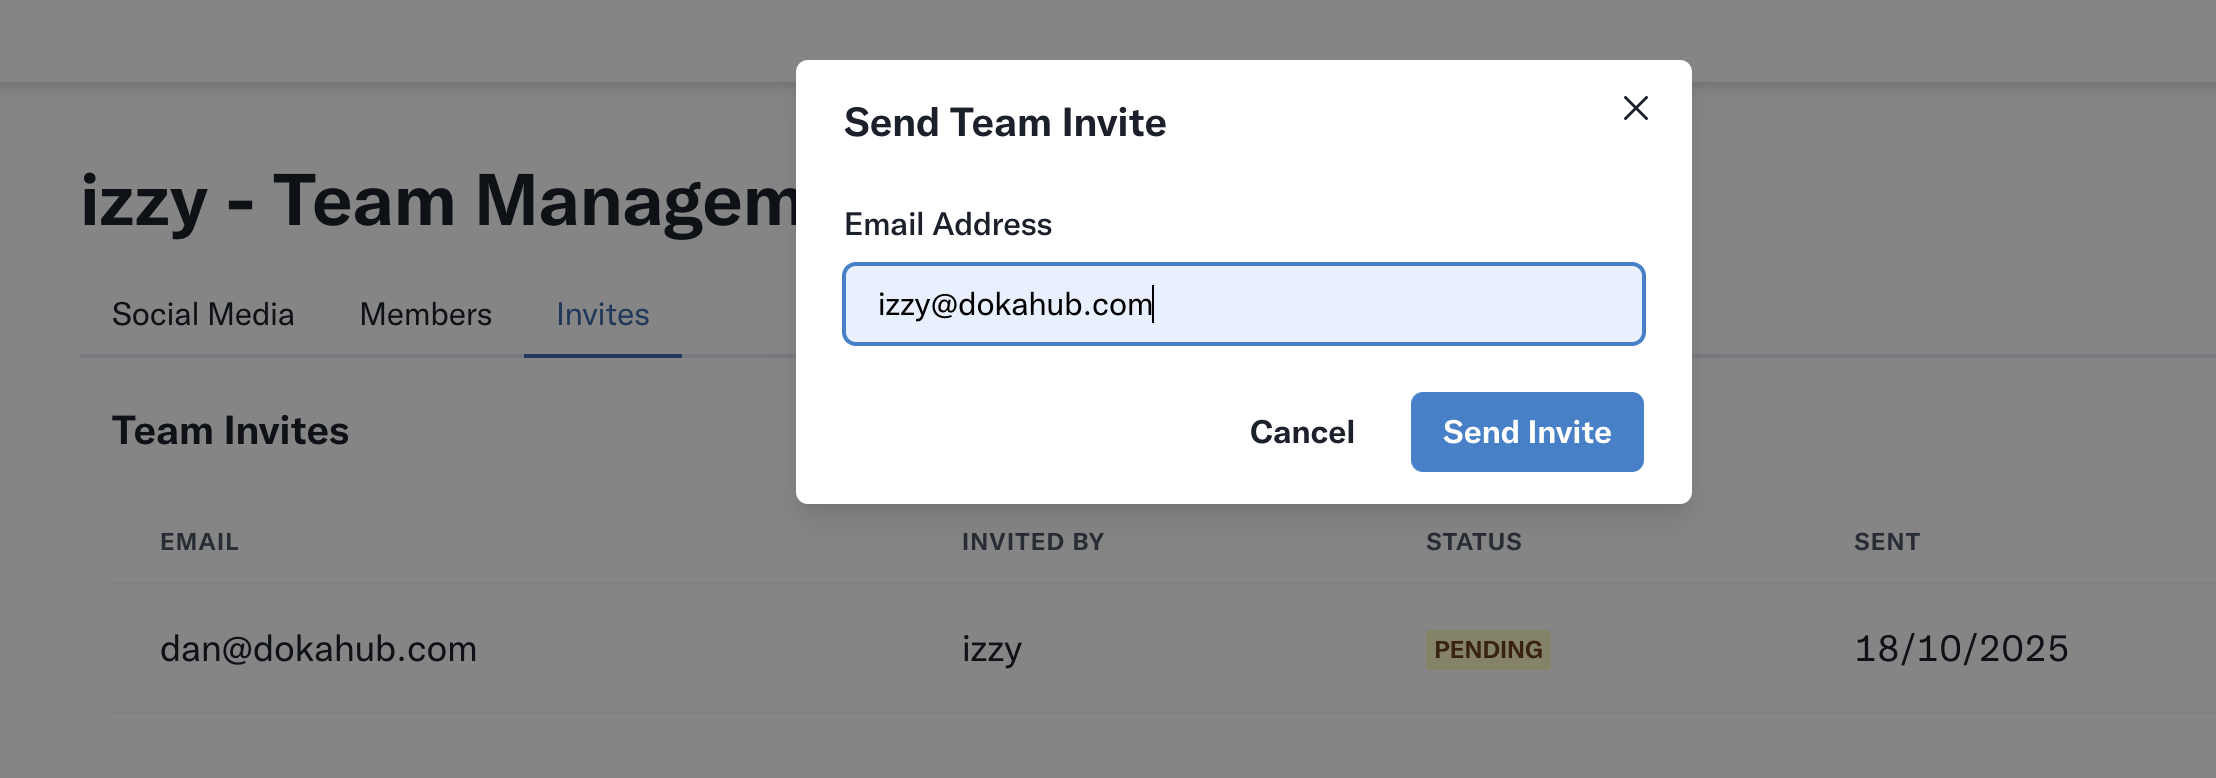 izzy - Team Managem
Social Media Members Invites
Team Invites
Send Team Invite
Email Address
izzy@dokahub.com
Cancel Send Invite
EMAIL INVITED BY STATUS SENT
dan@dokahub.com izzy PENDING 18/10/2025